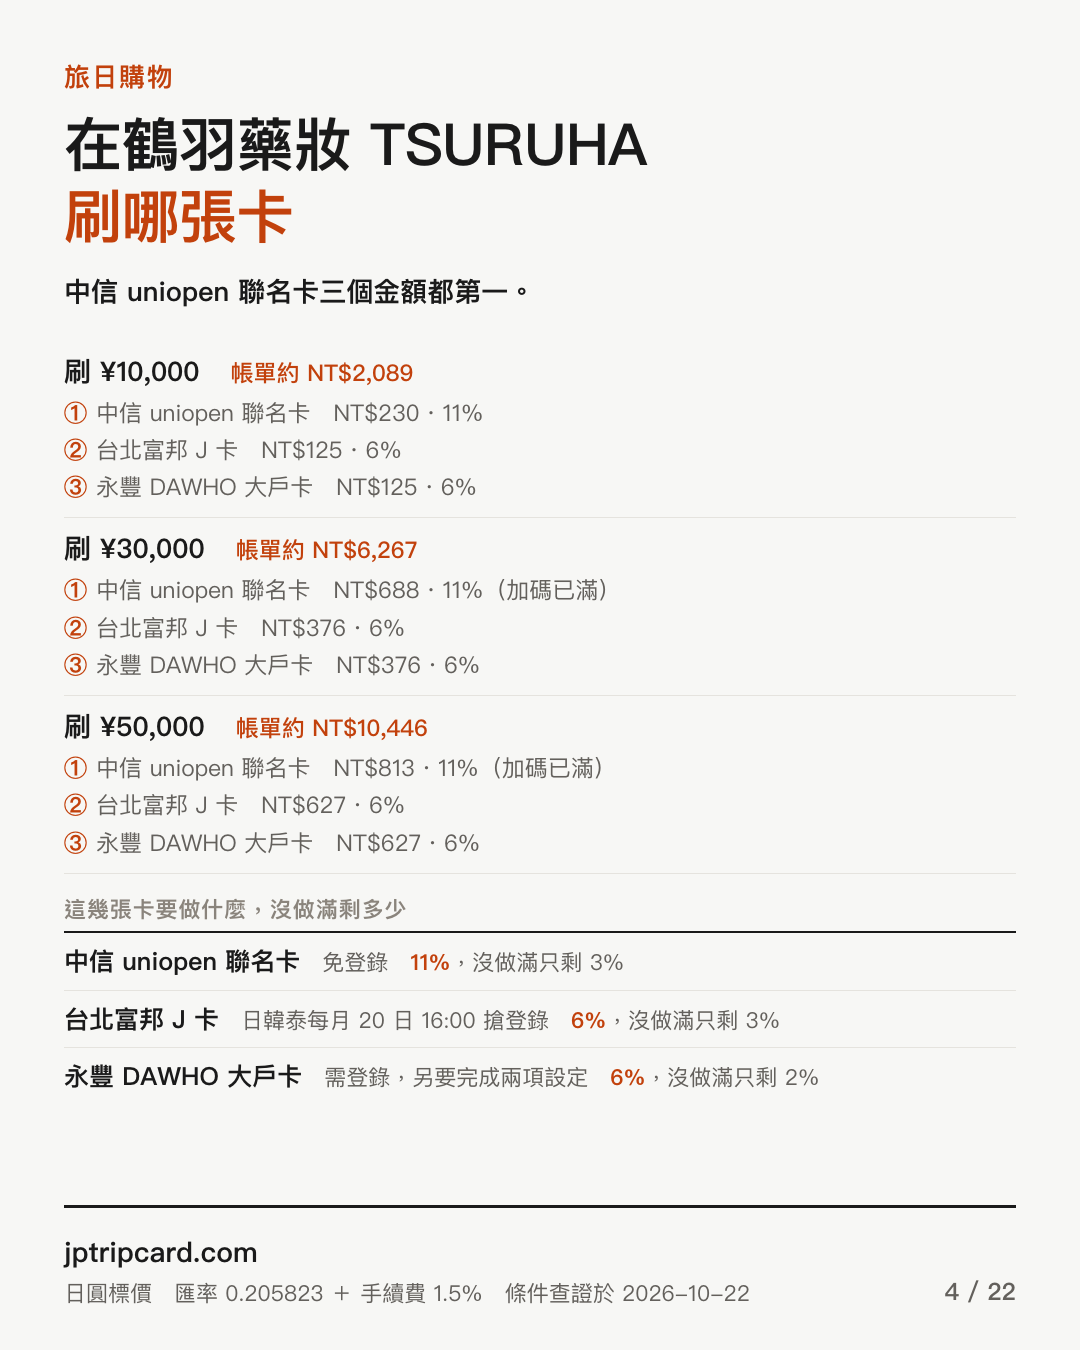 旅日購物
在鶴羽藥妝 TSURUHA
刷哪張卡
中信 uniopen 聯名卡三個金額都第一。
刷 ¥10,000 帳單約 NT$2,089
① 中信 uniopen 聯名卡 NT$230 · 11%
② 台北富邦 J 卡 NT$125 · 6%
③ 永豐 DAWHO 大戶卡 NT$125 · 6%
刷 ¥30,000 帳單約 NT$6,267
① 中信 uniopen 聯名卡 NT$688 · 11%（加碼已滿）
② 台北富邦 J 卡 NT$376 · 6%
③ 永豐 DAWHO 大戶卡 NT$376 · 6%
刷 ¥50,000 帳單約 NT$10,446
① 中信 uniopen 聯名卡 NT$813 · 11%（加碼已滿）
② 台北富邦 J 卡 NT$627 · 6%
③ 永豐 DAWHO 大戶卡 NT$627 · 6%
這幾張卡要做什麼，沒做滿剩多少
中信 uniopen 聯名卡 免登錄 11%，沒做滿只剩 3%
台北富邦 J 卡 日韓泰每月 20 日 16:00 搶登錄 6%，沒做滿只剩 3%
永豐 DAWHO 大戶卡 需登錄，另要完成兩項設定 6%，沒做滿只剩 2%
jptripcard.com
日圓標價 匯率 0.205823 ＋ 手續費 1.5% 條件查證於 2026–10–22 4 / 22